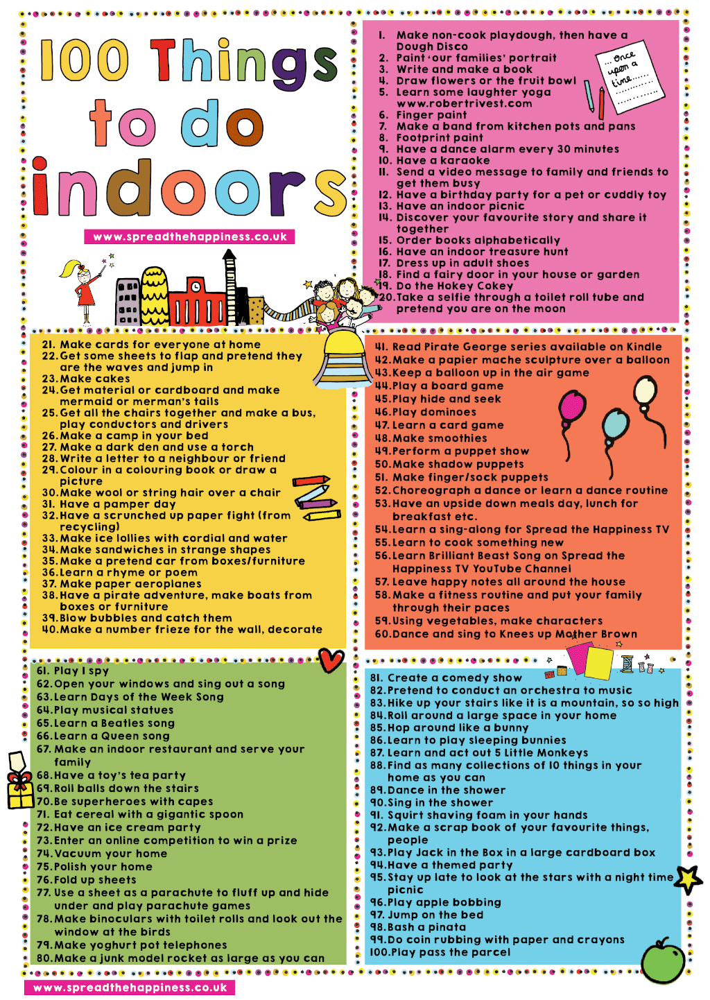 100 Things
to do
indoors
www.spreadthehappiness.co.uk
1. Make non-cook playdough, then have a
Dough Disco
2. Paint 'our families' portrait
3. Write and make a book
4. Draw flowers or the fruit bowl
5. Learn some laughter yoga
www.robertrivest.com
6. Finger paint
7. Make a band from kitchen pots and pans
8. Footprint paint
9. Have a dance alarm every 30 minutes
10. Have a karaoke
11. Send a video message to family and friends to
get them busy
12. Have a birthday party for a pet or cuddly toy
13. Have an indoor picnic
14. Discover your favourite story and share it
together
15. Order books alphabetically
16. Have an indoor treasure hunt
17. Dress up in adult shoes
18. Find a fairy door in your house or garden
19. Do the Hokey Cokey
20.Take a selfie through a toilet roll tube and
pretend you are on the moon
... once
upon a
time.......
21. Make cards for everyone at home
22.Get some sheets to flap and pretend they
are the waves and jump in
23.Make cakes
24.Get material or cardboard and make
mermaid or merman's tails
25.Get all the chairs together and make a bus,
play conductors and drivers
26.Make a camp in your bed
27. Make a dark den and use a torch
28.Write a letter to a neighbour or friend
29.Colour in a colouring book or draw a
picture
30.Make wool or string hair over a chair
31. Have a pamper day
32.Have a scrunched up paper fight (from
recycling)
33.Make ice lollies with cordial and water
34.Make sandwiches in strange shapes
35.Make a pretend car from boxes/furniture
36.Learn a rhyme or poem
37. Make paper aeroplanes
38.Have a pirate adventure, make boats from
boxes or furniture
39.Blow bubbles and catch them
40.Make a number frieze for the wall, decorate
41. Read Pirate George series available on Kindle
42.Make a papier mache sculpture over a balloon
43.Keep a balloon up in the air game
44.Play a board game
45.Play hide and seek
46.Play dominoes
47. Learn a card game
48.Make smoothies
49.Perform a puppet show
50.Make shadow puppets
51. Make finger/sock puppets
52.Choreograph a dance or learn a dance routine
53.Have an upside down meals day, lunch for
breakfast etc.
54.Learn a sing-along for Spread the Happiness TV
55.Learn to cook something new
56.Learn Brilliant Beast Song on Spread the
Happiness TV YouTube Channel
57. Leave happy notes all around the house
58.Make a fitness routine and put your family
through their paces
59.Using vegetables, make characters
60.Dance and sing to Knees up Mother Brown
61. Play I spy
62.Open your windows and sing out a song
63.Learn Days of the Week Song
64.Play musical statues
65.Learn a Beatles song
66.Learn a Queen song
67. Make an indoor restaurant and serve your
family
68.Have a toy's tea party
69.Roll balls down the stairs
70.Be superheroes with capes
71. Eat cereal with a gigantic spoon
72.Have an ice cream party
73.Enter an online competition to win a prize
74.Vacuum your home
75.Polish your home
76.Fold up sheets
77. Use a sheet as a parachute to fluff up and hide
under and play parachute games
78.Make binoculars with toilet rolls and look out the
window at the birds
79.Make yoghurt pot telephones
80.Make a junk model rocket as large as you can
81. Create a comedy show
82.Pretend to conduct an orchestra to music
83.Hike up your stairs like it is a mountain, so so high
84.Roll around a large space in your home
85.Hop around like a bunny
86.Learn to play sleeping bunnies
87. Learn and act out 5 Little Monkeys
88.Find as many collections of 10 things in your
home as you can
89.Dance in the shower
90.Sing in the shower
91. Squirt shaving foam in your hands
92.Make a scrap book of your favourite things,
people
93.Play Jack in the Box in a large cardboard box
94.Have a themed party
95.Stay up late to look at the stars with a night time
picnic
96.Play apple bobbing
97. Jump on the bed
98.Bash a pinata
99.Do coin rubbing with paper and crayons
100.Play pass the parcel
www.spreadthehappiness.co.uk